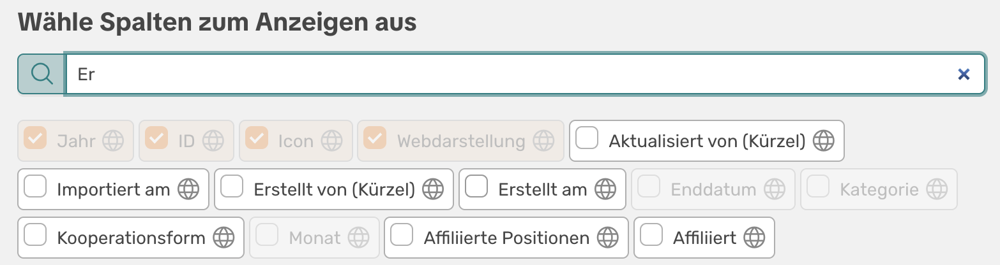 Wähle Spalten zum Anzeigen aus
Er
Jahr ID Icon Webdarstellung Aktualisiert von (Kürzel)
Importiert am Erstellt von (Kürzel) Erstellt am Enddatum Kategorie
Kooperationsform Monat Affiliierte Positionen Affiliiert